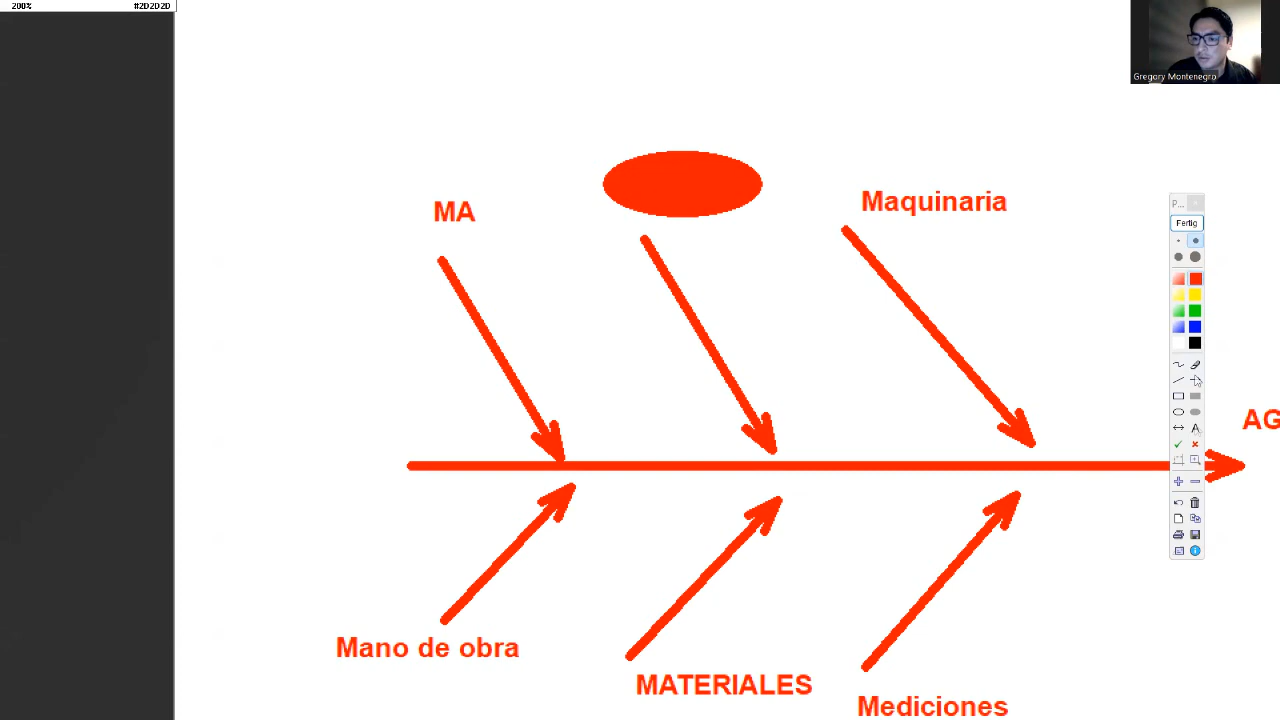 200%
#2D2D2D
Gregory Montenegro
MA
Maquinaria
P...
Fertig
A
AG
Mano de obra
MATERIALES
Mediciones